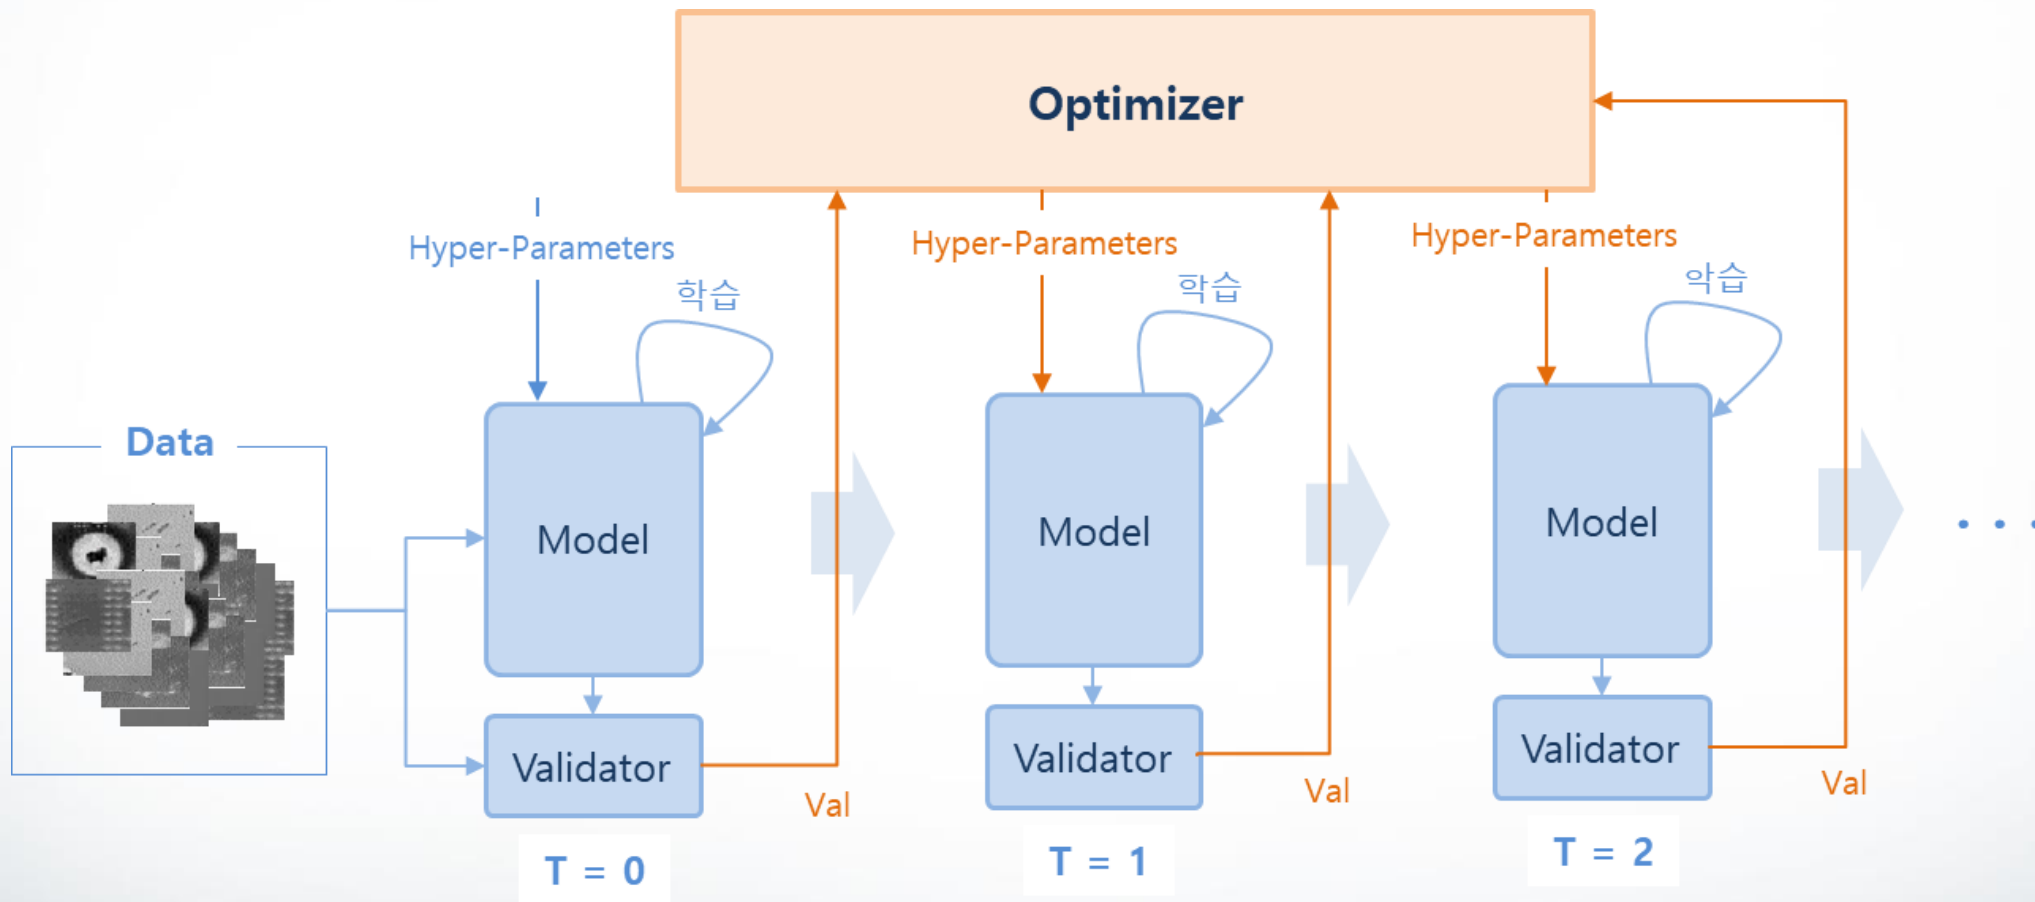 Optimizer
Hyper-Parameters
Hyper-Parameters
Hyper-Parameters
학습
학습
학습
Data
Model
Model
Model
. . .
Validator
Validator
Validator
Val
Val
Val
T = 0
T = 1
T = 2